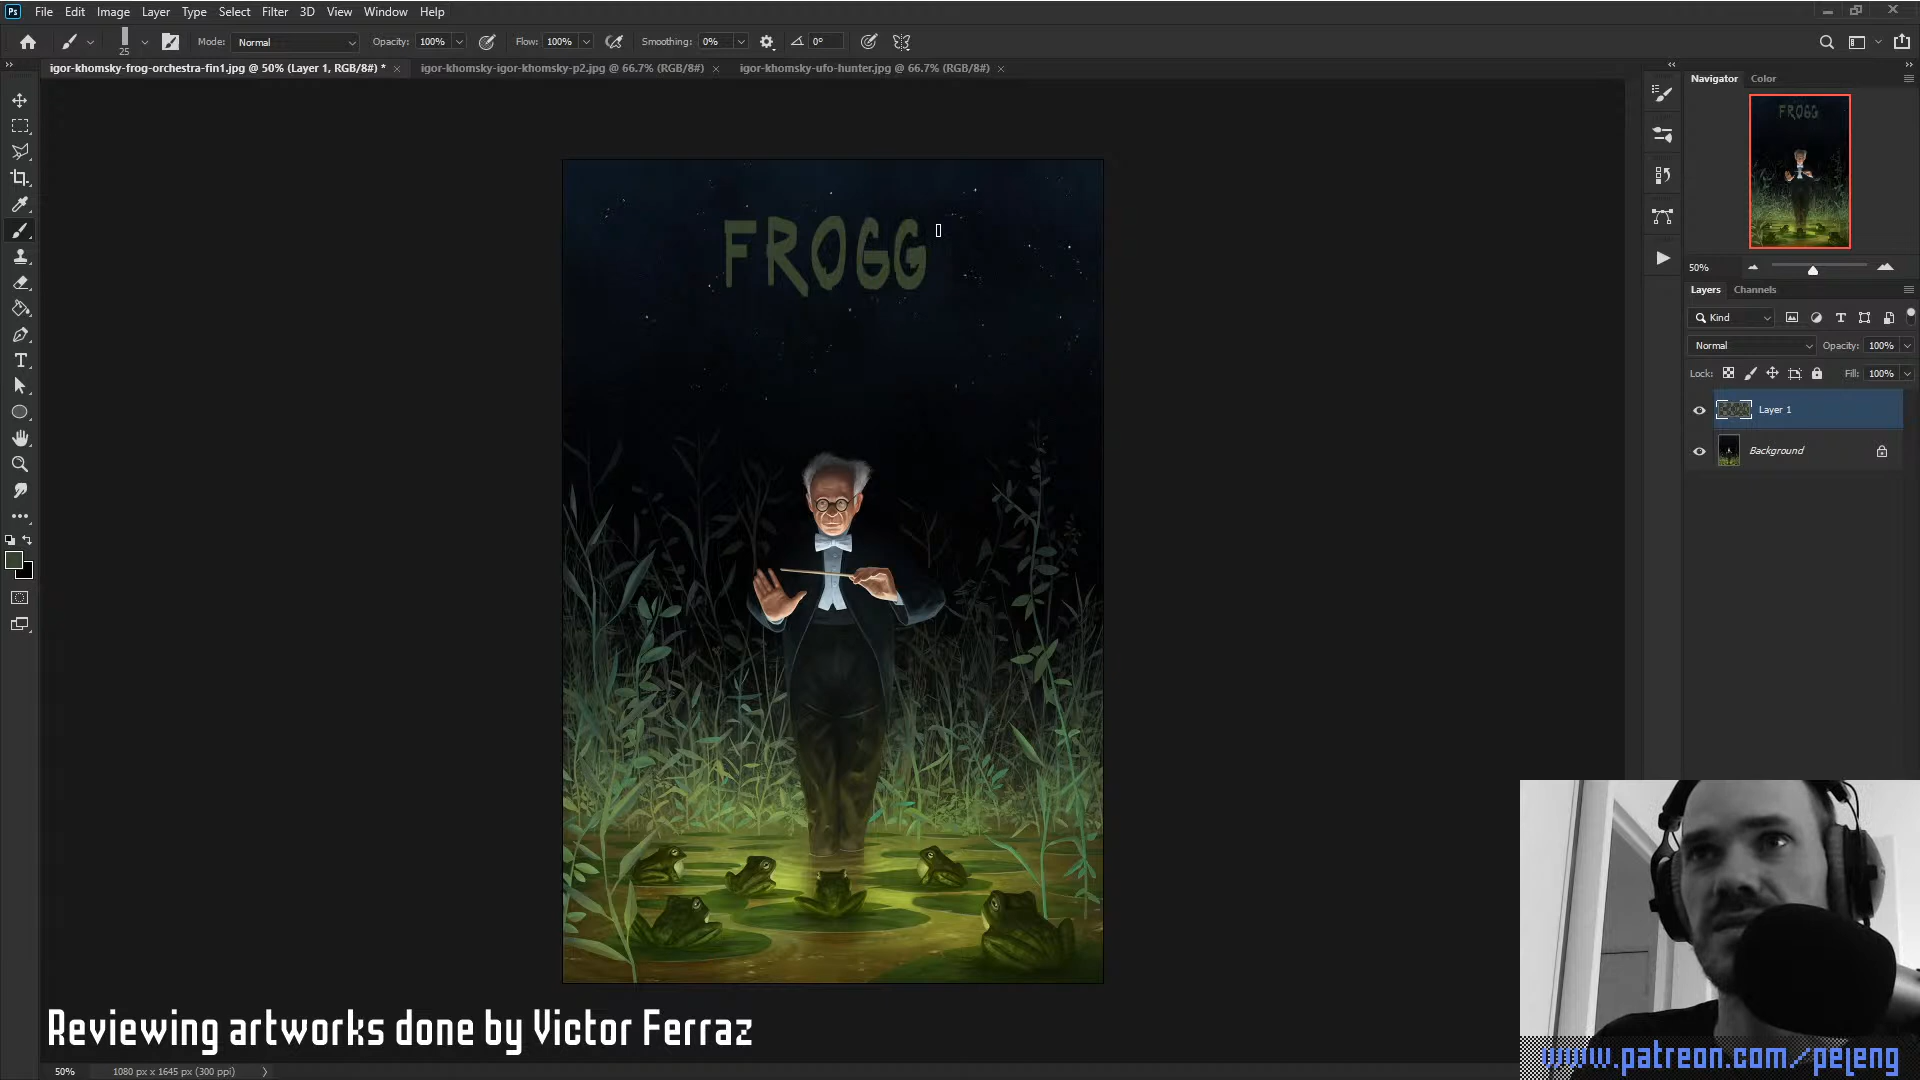 Ps File Edit Image Layer Type Select Filter 3D View Window Help
25 Mode: Normal Opacity: 100% Flow: 100% Smoothing: 0% 0°
igor-khomsky-frog-orchestra-fin1.jpg @ 50% (Layer 1, RGB/8#) * igor-khomsky-igor-khomsky-p2.jpg @ 66.7% (RGB/8#) igor-khomsky-ufo-hunter.jpg @ 66.7% (RGB/8#)
Navigator Color
FROGG
FROGG
50%
Layers Channels
Kind
Normal Opacity: 100%
Lock: Fill: 100%
Layer 1
Background
Reviewing artworks done by Victor Ferraz
www.patreon.com/peleng
50% 1080 px x 1645 px (300 ppi)